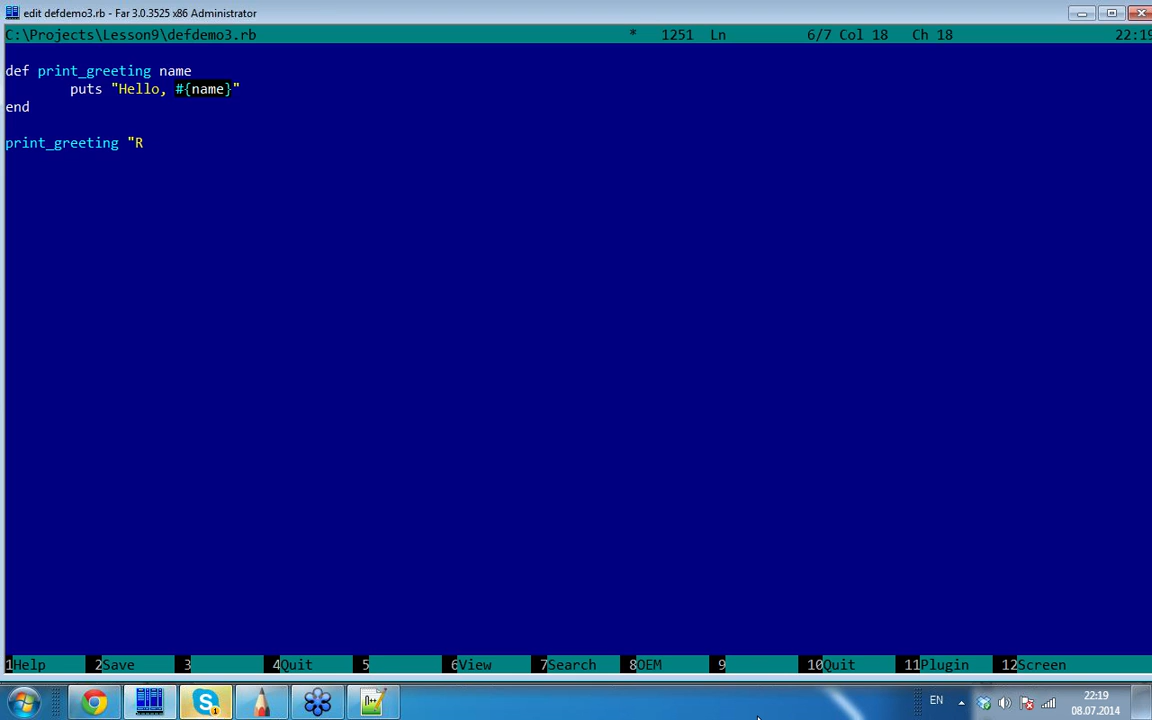 edit defdemo3.rb - Far 3.0.3525 x86 Administrator
C:\Projects\Lesson9\defdemo3.rb * 1251 Ln 6/7 Col 18 Ch 18 22:19
def print_greeting name
puts "Hello, #{name}"
end
print_greeting "R
1Help 2Save 3 4Quit 5 6View 7Search 8OEM 9 10Quit 11Plugin 12Screen
EN 22:19
08.07.2014